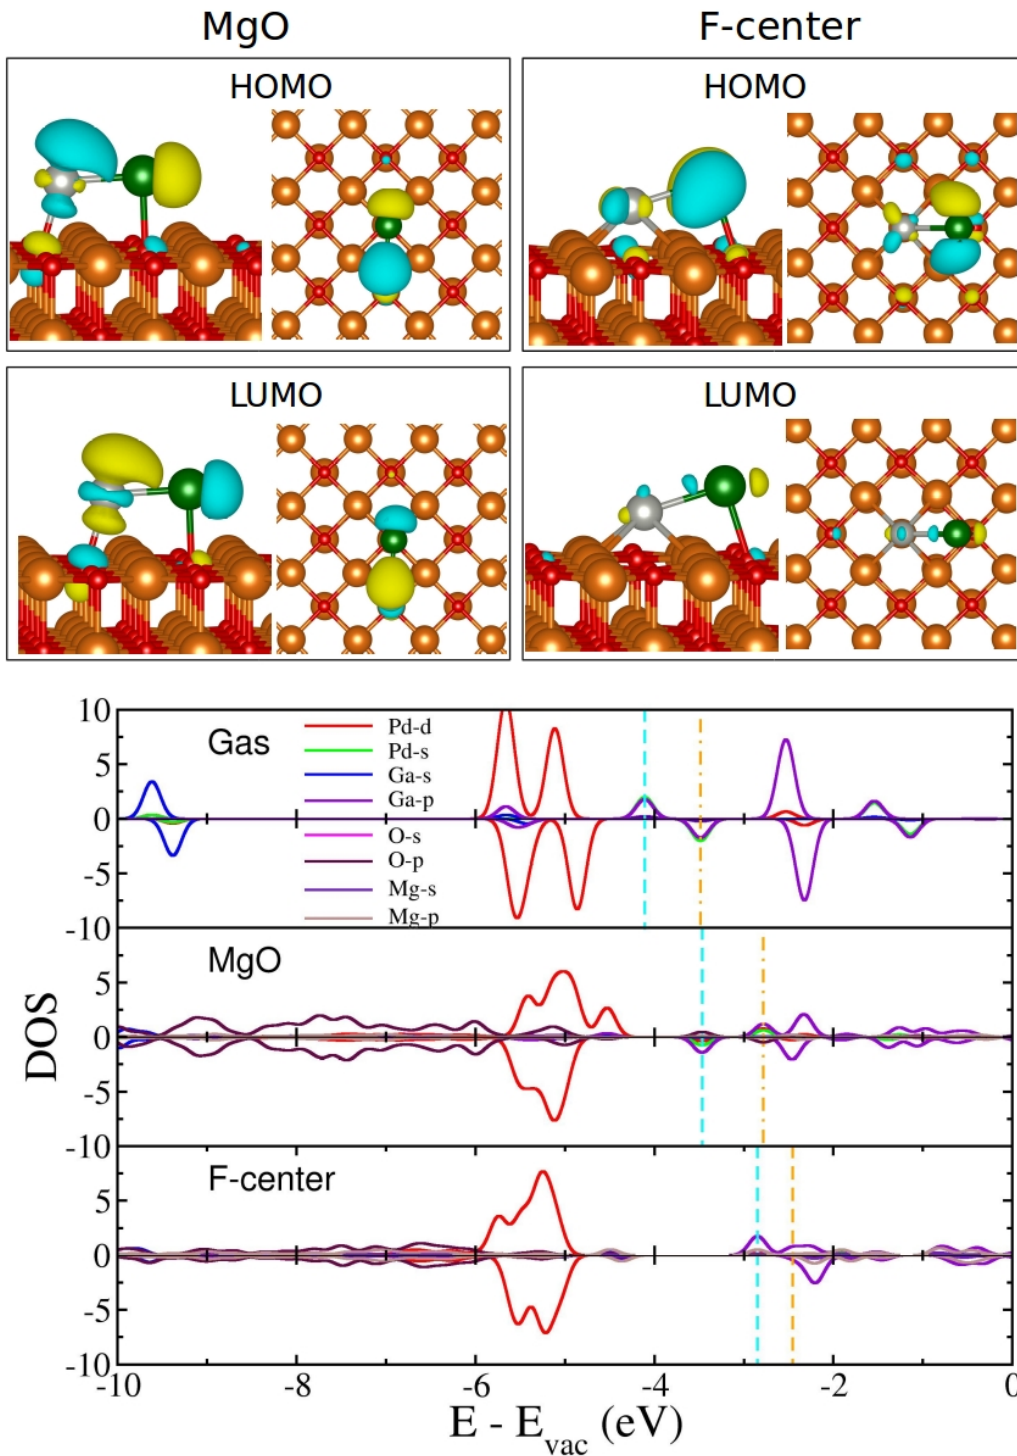 MgO F-center
HOMO HOMO
LUMO LUMO
10
5
0
-5
-10
Gas
Pd-d
Pd-s
Ga-s
Ga-p
O-s
O-p
Mg-s
Mg-p
5
0
-5
-10
MgO
5
0
-5
-10
F-center
DOS
-10 -8 -6 -4 -2 0
E - Evac (eV)